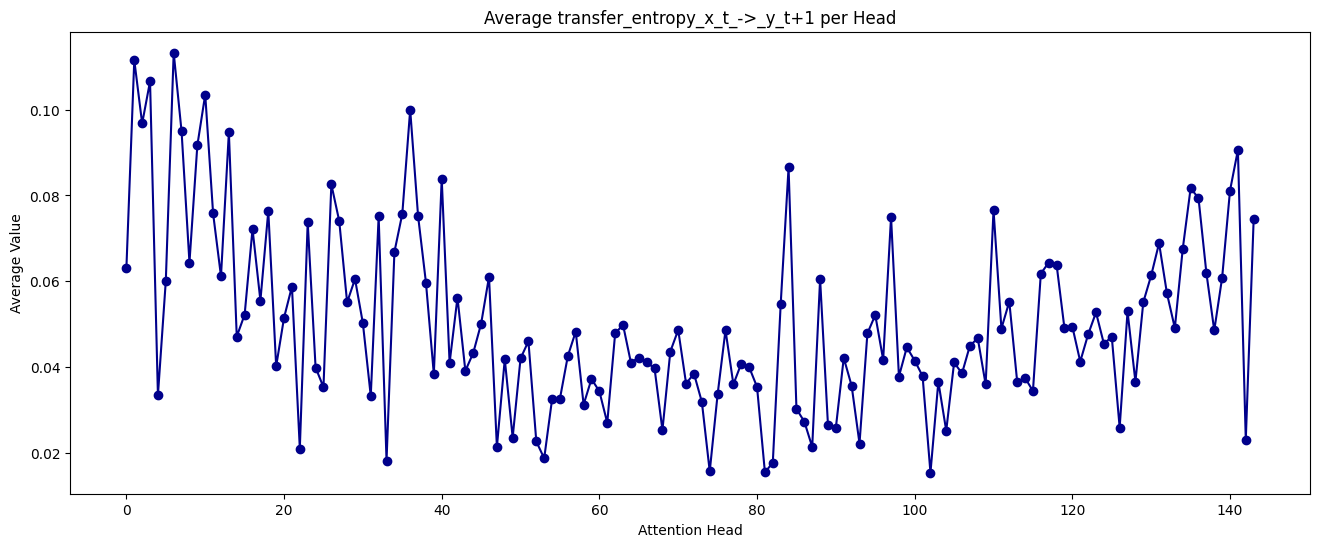 Average transfer_entropy_x_t_->_y_t+1 per Head
Average Value
0.10
0.08
0.06
0.04
0.02
0 20 40 60 80 100 120 140
Attention Head